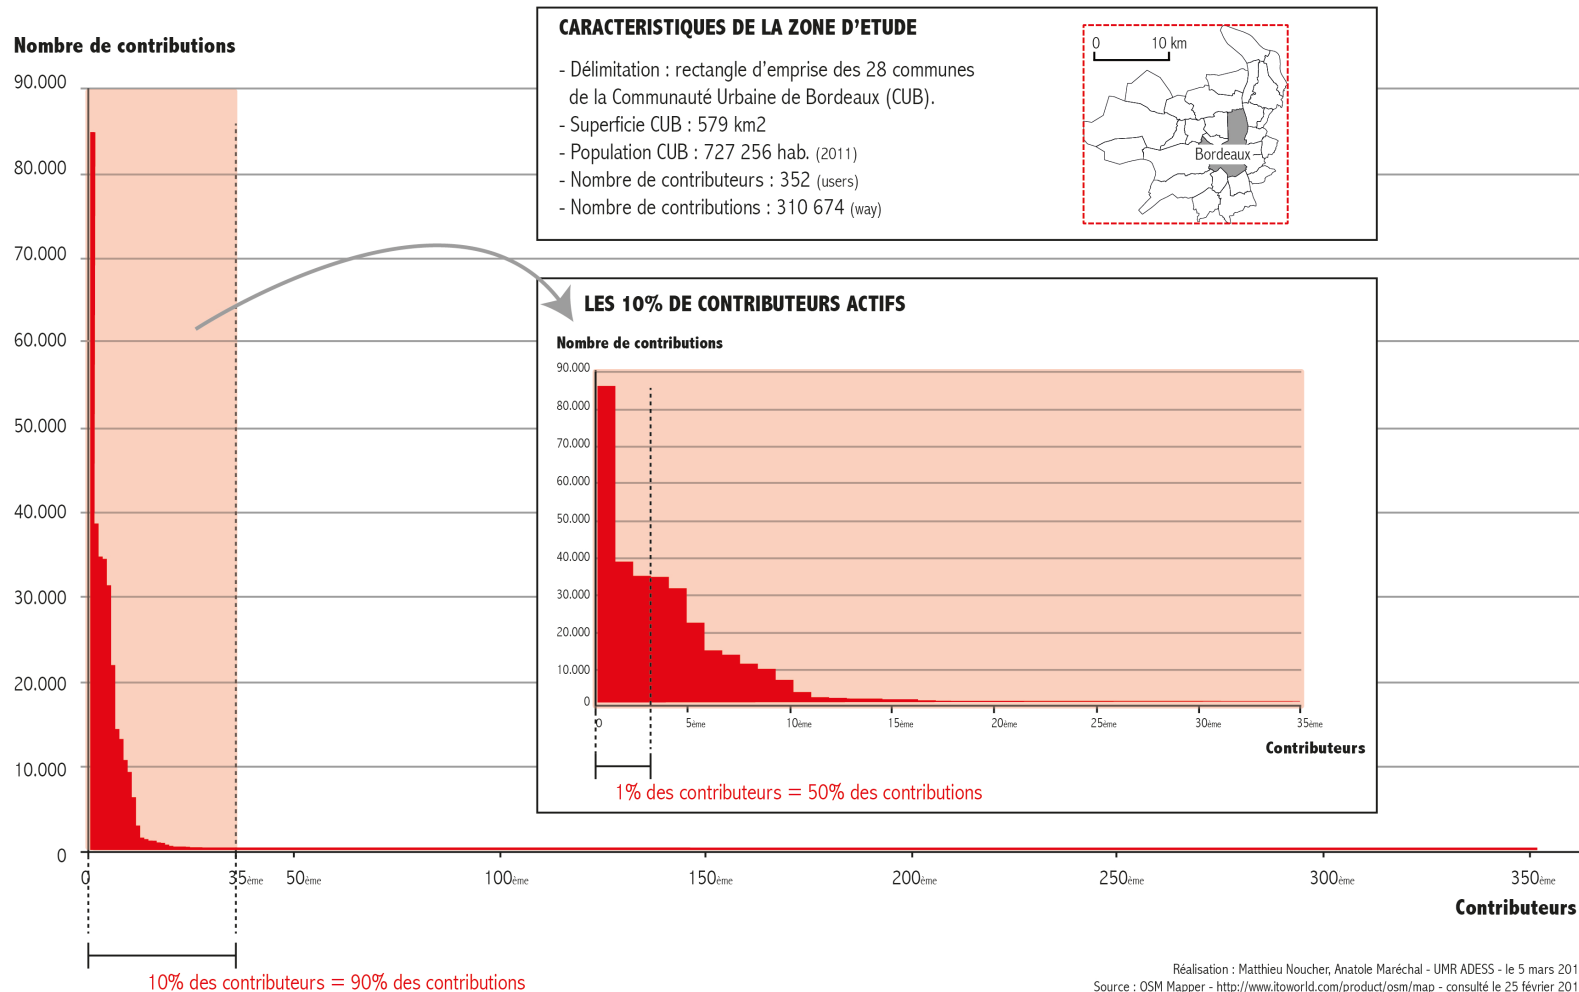 Nombre de contributions
90.000
80.000
70.000
60.000
50.000
40.000
30.000
20.000
10.000
0
CARACTERISTIQUES DE LA ZONE D'ETUDE
- Délimitation : rectangle d'emprise des 28 communes
de la Communauté Urbaine de Bordeaux (CUB).
- Superficie CUB : 579 km2
- Population CUB : 727 256 hab. (2011)
- Nombre de contributeurs : 352 (users)
- Nombre de contributions : 310 674 (way)
0 10 km
Bordeaux
LES 10% DE CONTRIBUTEURS ACTIFS
Nombre de contributions
90.000
80.000
70.000
60.000
50.000
40.000
30.000
20.000
10.000
0
0 5ème 10ème 15ème 20ème 25ème 30ème 35ème
Contributeurs
1% des contributeurs = 50% des contributions
0 35ème 50ème 100ème 150ème 200ème 250ème 300ème 350ème
Contributeurs
10% des contributeurs = 90% des contributions
Réalisation : Matthieu Noucher, Anatole Maréchal - UMR ADESS - le 5 mars 201
Source : OSM Mapper - http://www.itoworld.com/product/osm/map - consulté le 25 février 201